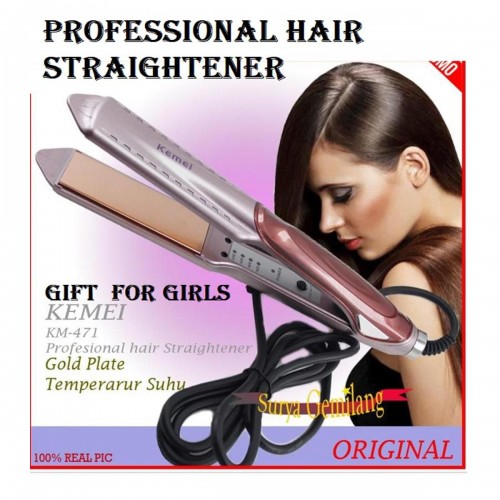 PROFESSIONAL HAIR
STRAIGHTENER
OMO
Kemei
GIFT FOR GIRLS
KEMEI
KM-471
Profesional hair Straightener
Gold Plate
Temperarur Suhu
Surya Gemilang
100% REAL PIC
ORIGINAL